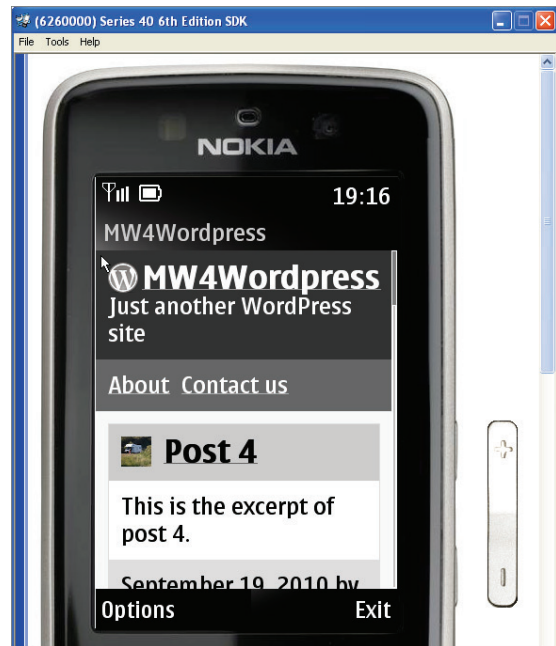 (6260000) Series 40 6th Edition SDK
File Tools Help
NOKIA
19:16
MW4Wordpress
MW4Wordpress
Just another WordPress
site
About Contact us
Post 4
This is the excerpt of
post 4.
September 19, 2010 by
Options Exit